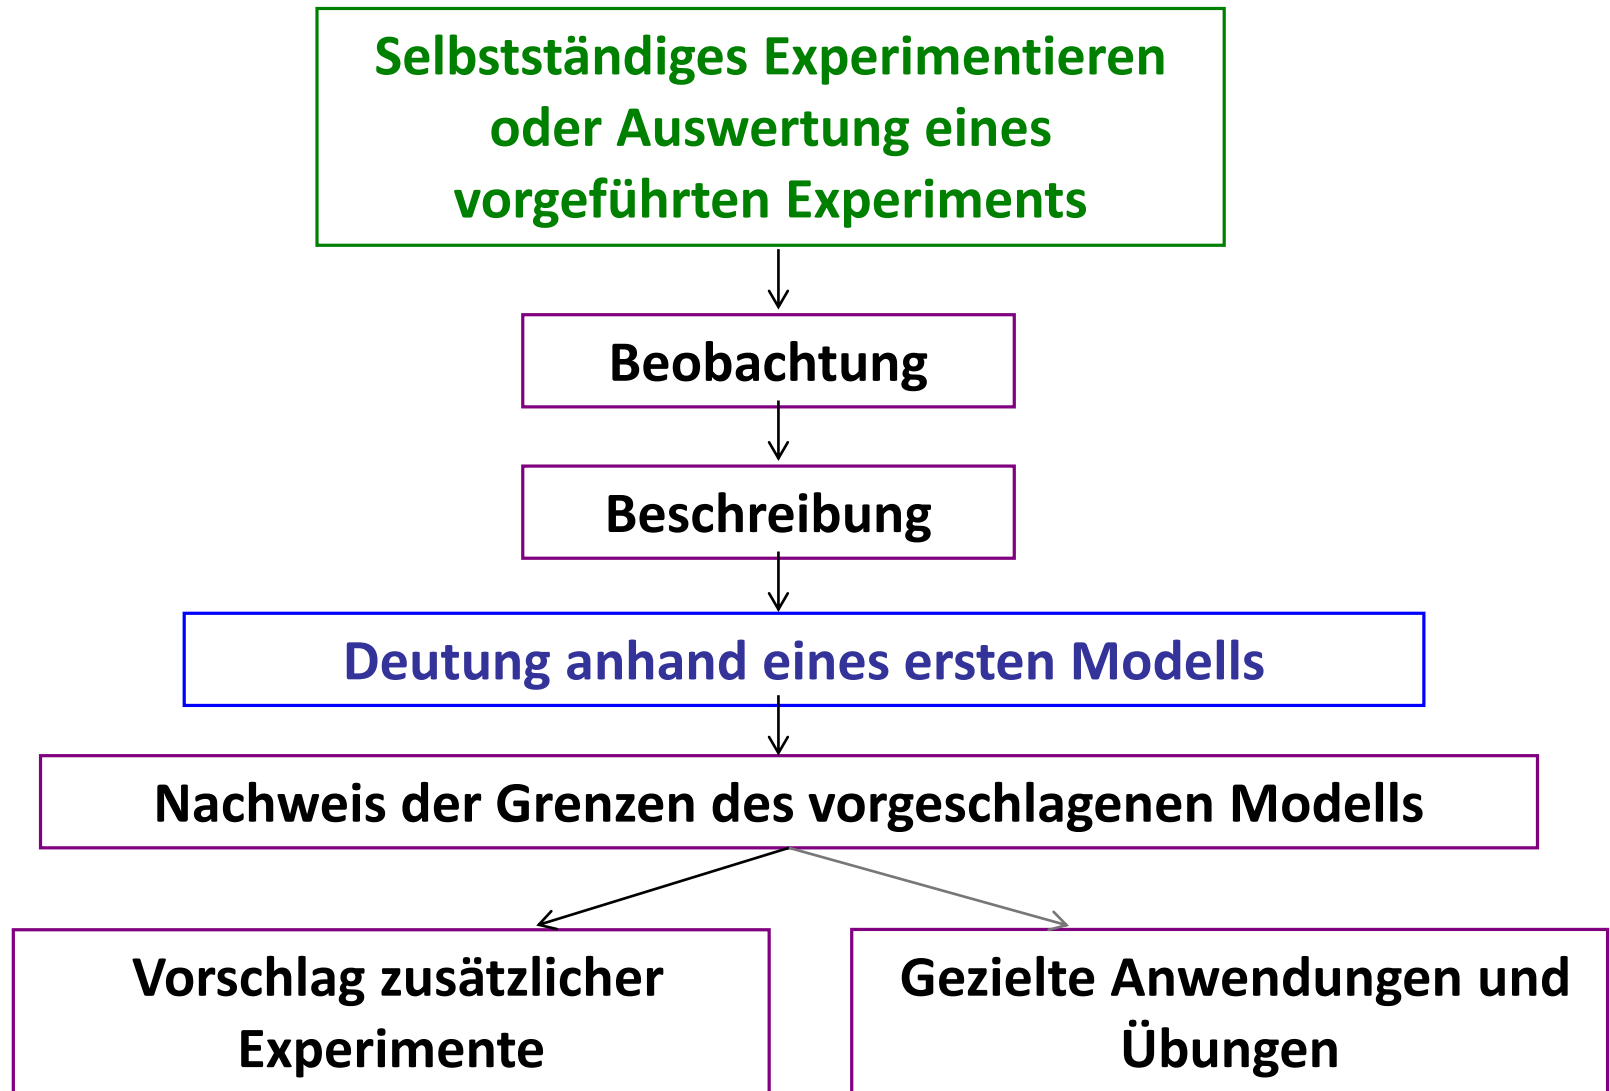 Selbstständiges Experimentieren
oder Auswertung eines
vorgeführten Experiments
Beobachtung
Beschreibung
Deutung anhand eines ersten Modells
Nachweis der Grenzen des vorgeschlagenen Modells
Vorschlag zusätzlicher
Experimente
Gezielte Anwendungen und
Übungen